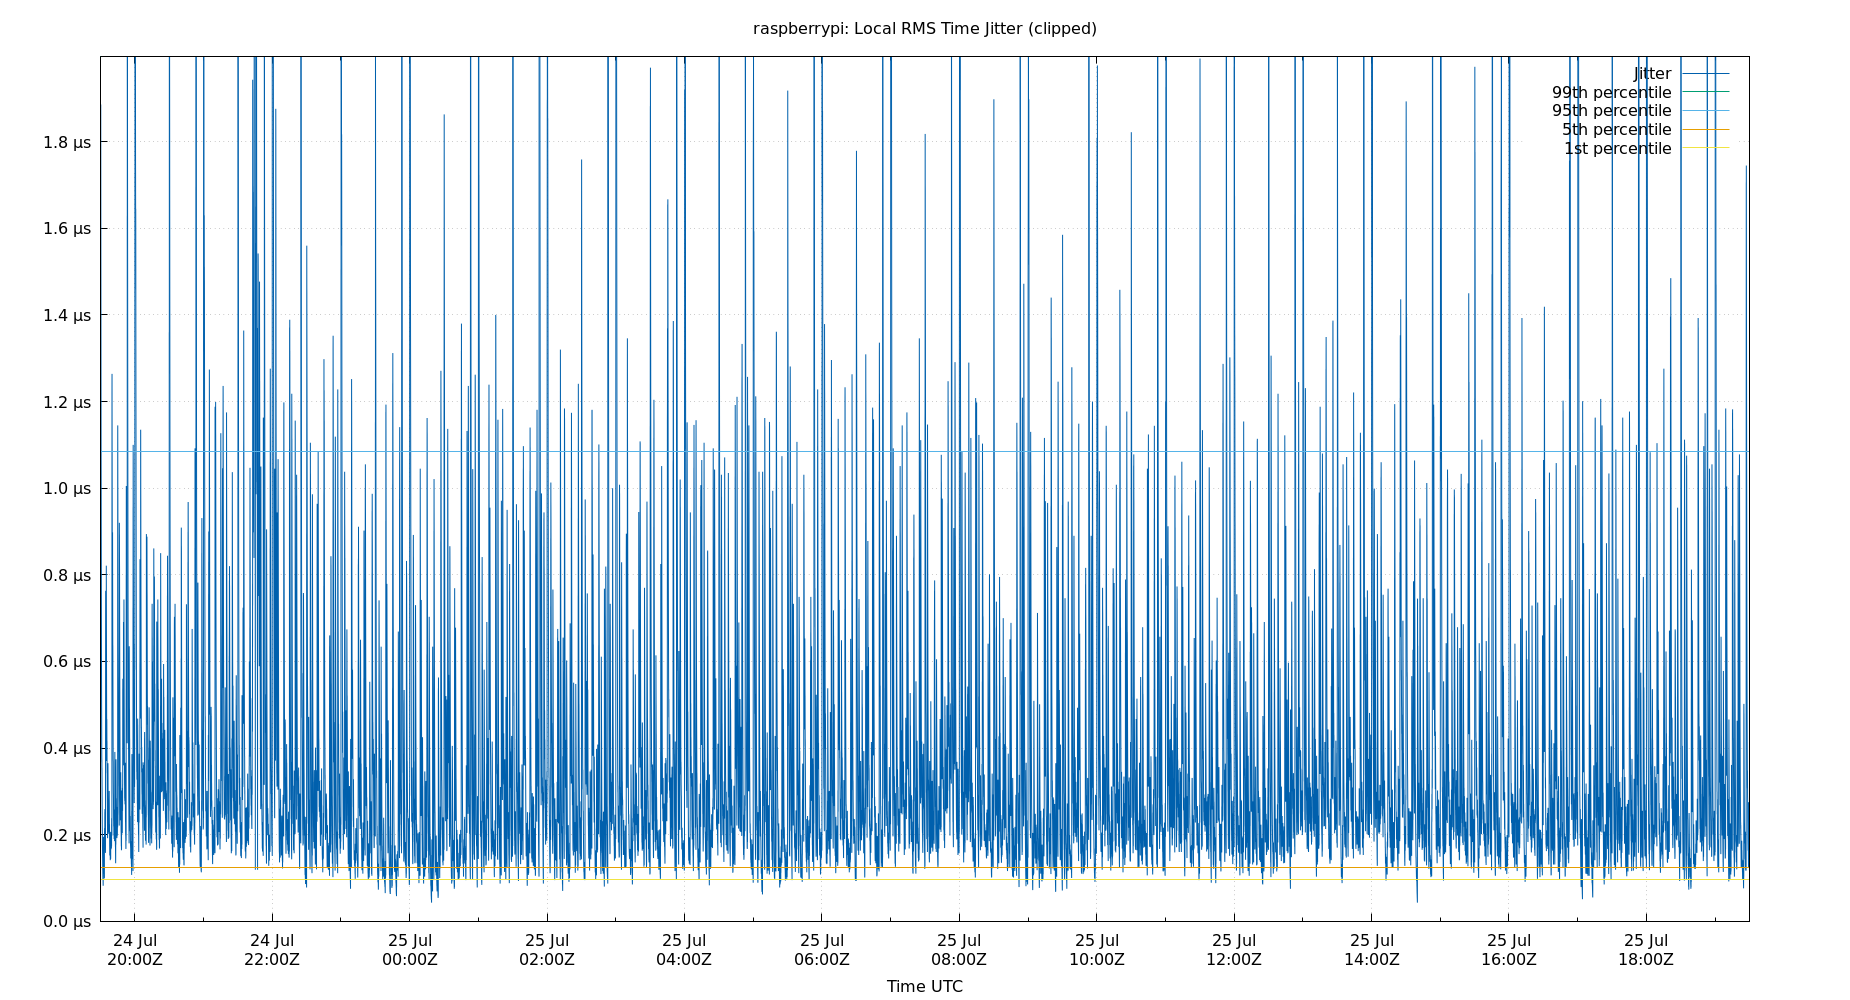 raspberrypi: Local RMS Time Jitter (clipped)
Jitter
99th percentile
95th percentile
5th percentile
1st percentile
1.8 µs
1.6 µs
1.4 µs
1.2 µs
1.0 µs
0.8 µs
0.6 µs
0.4 µs
0.2 µs
0.0 µs
24 Jul 24 Jul 25 Jul 25 Jul 25 Jul 25 Jul 25 Jul 25 Jul 25 Jul 25 Jul 25 Jul 25 Jul
20:00Z 22:00Z 00:00Z 02:00Z 04:00Z 06:00Z 08:00Z 10:00Z 12:00Z 14:00Z 16:00Z 18:00Z
Time UTC